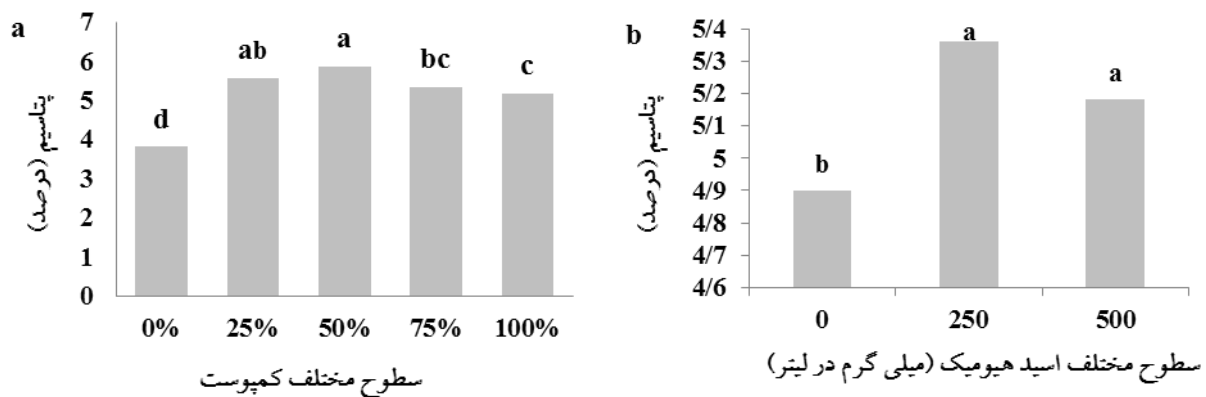 a
7
6
5
4
3
2
1
0
پتاسیم (درصد)
d
ab
a
bc
c
0% 25% 50% 75% 100%
سطوح مختلف کمپوست
b
5/4
5/3
5/2
5/1
5
4/9
4/8
4/7
4/6
پتاسیم (درصد)
b
a
a
0 250 500
سطوح مختلف اسید هیومیک (میلی گرم در لیتر)